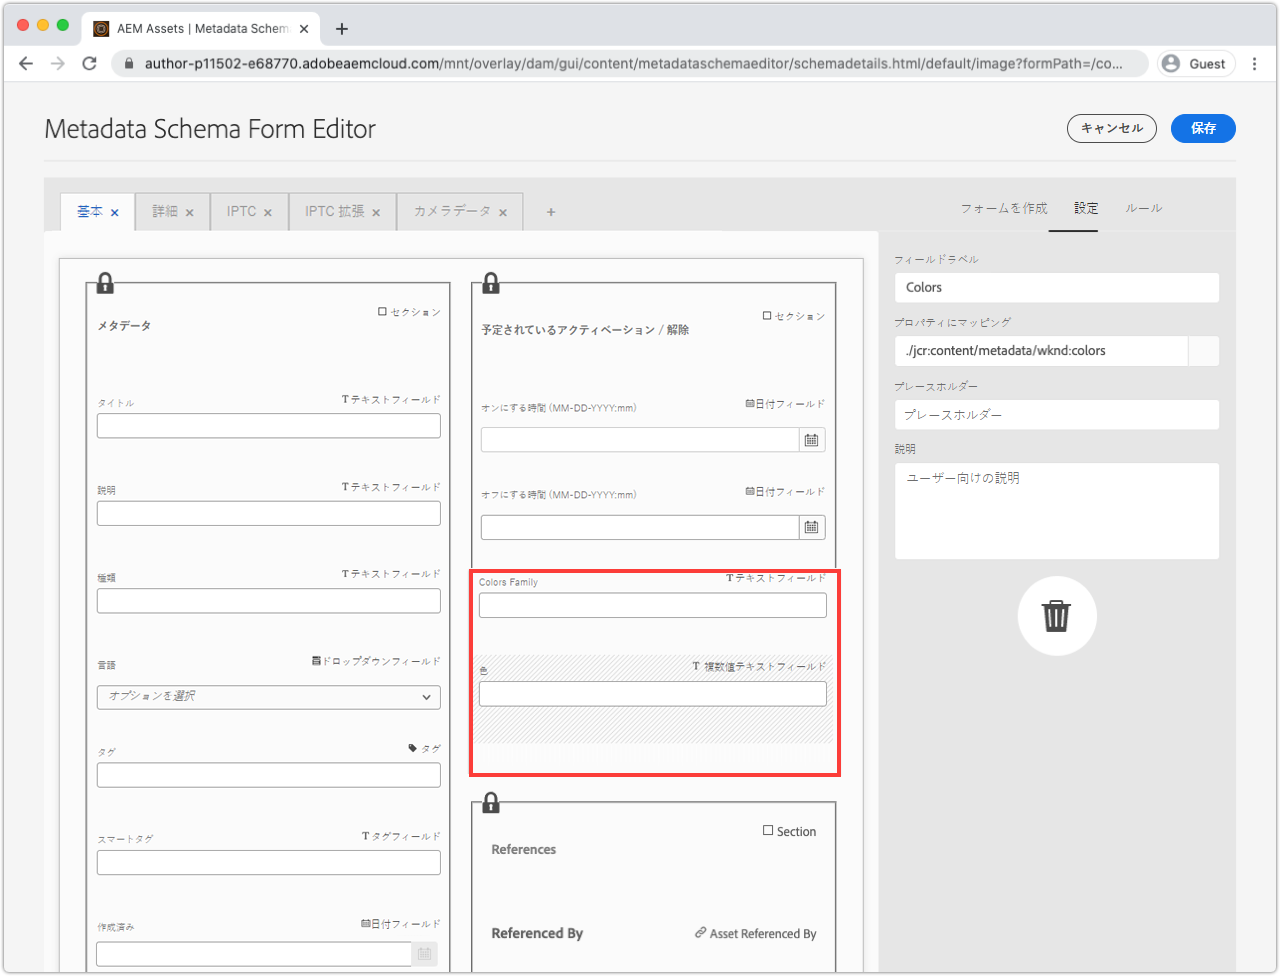 AEM Assets | Metadata Schem
author-p11502-e68770.adobeaemcloud.com/mnt/overlay/dam/gui/content/metadataschemaeditor/schemadetails.html/default/image?formPath=/co...
Guest
Metadata Schema Form Editor
キャンセル
保存
基本
詳細
IPTC
IPTC 拡張
カメラデータ
フォームを作成
設定
ルール
メタデータ
セクション
タイトル
テキストフィールド
説明
テキストフィールド
種類
テキストフィールド
言語
ドロップダウンフィールド
オプションを選択
タグ
タグ
スマートタグ
タグフィールド
作成済み
日付フィールド
セクション
予定されているアクティベーション / 解除
オンにする時間 (MM-DD-YYYY:mm)
日付フィールド
オフにする時間 (MM-DD-YYYY:mm)
日付フィールド
Colors Family
テキストフィールド
色
複数値テキストフィールド
Section
References
Referenced By
Asset Referenced By
フィールドラベル
Colors
プロパティにマッピング
./jcr:content/metadata/wknd:colors
プレースホルダー
プレースホルダー
説明
ユーザー向けの説明